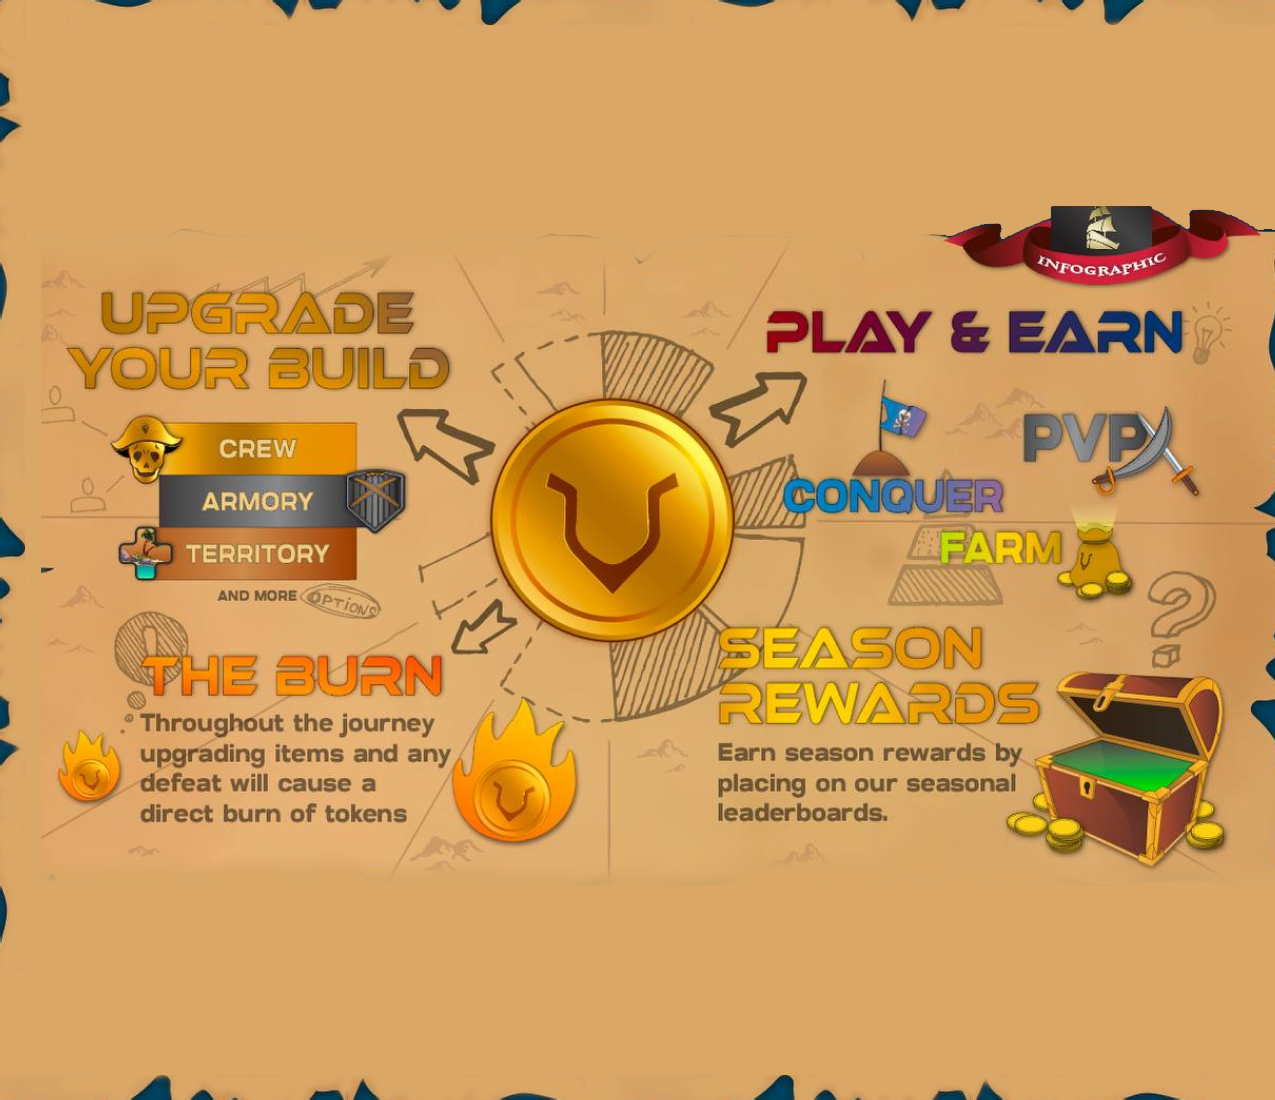 INFOGRAPHIC
UPGRADE
YOUR BUILD
CREW
ARMORY
TERRITORY
AND MORE OPTIONS
THE BURN
Throughout the journey
upgrading items and any
defeat will cause a
direct burn of tokens
PLAY & EARN
PVP
CONQUER
FARM
SEASON
REWARDS
Earn season rewards by
placing on our seasonal
leaderboards.